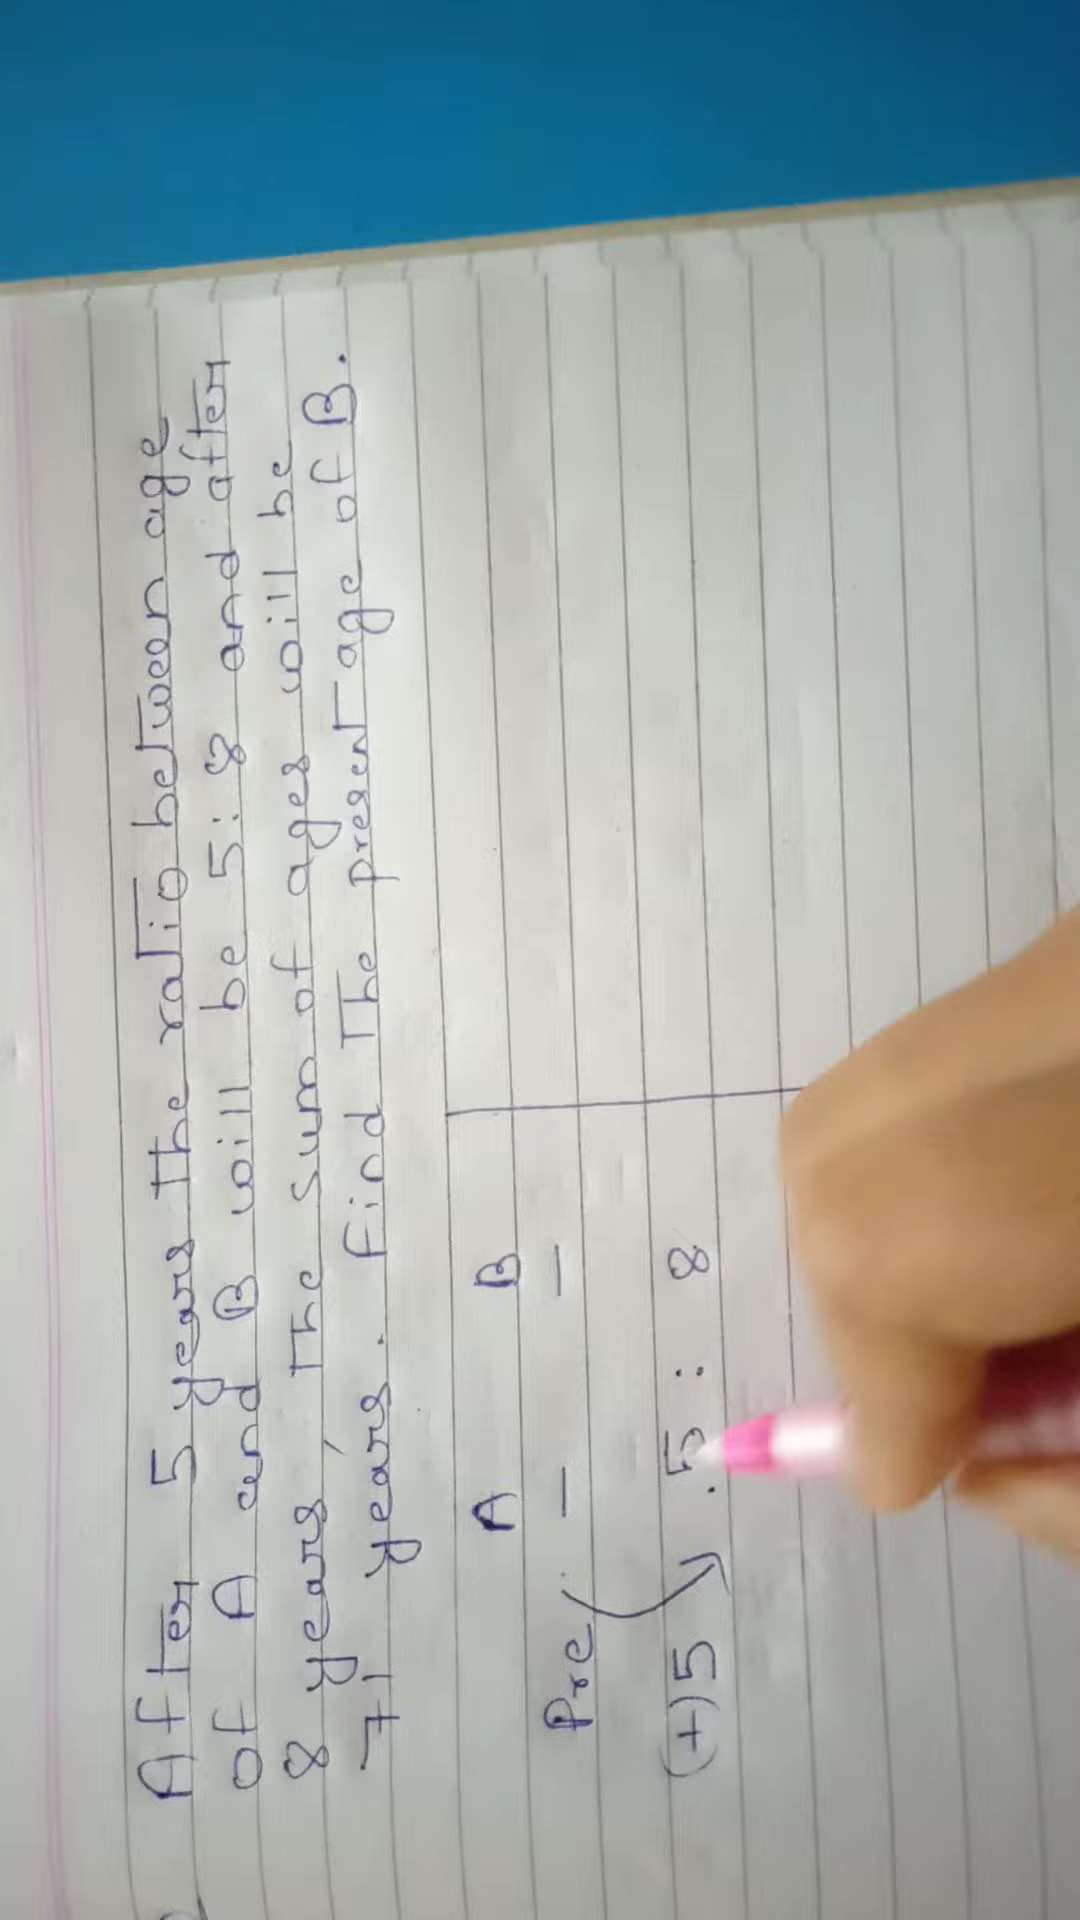 After 5 years the ratio between age
of A and B will be 5:8 and after
8 years, the sum of ages will be
71 years. Find the present age of B.
A B
Pre — —
(+)5 5 : 8